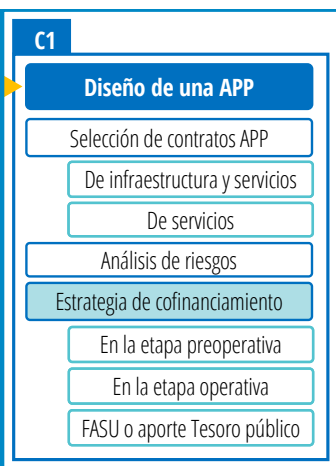 C1
Diseño de una APP
Selección de contratos APP
De infraestructura y servicios
De servicios
Análisis de riesgos
Estrategia de cofinanciamiento
En la etapa preoperativa
En la etapa operativa
FASU o aporte Tesoro público